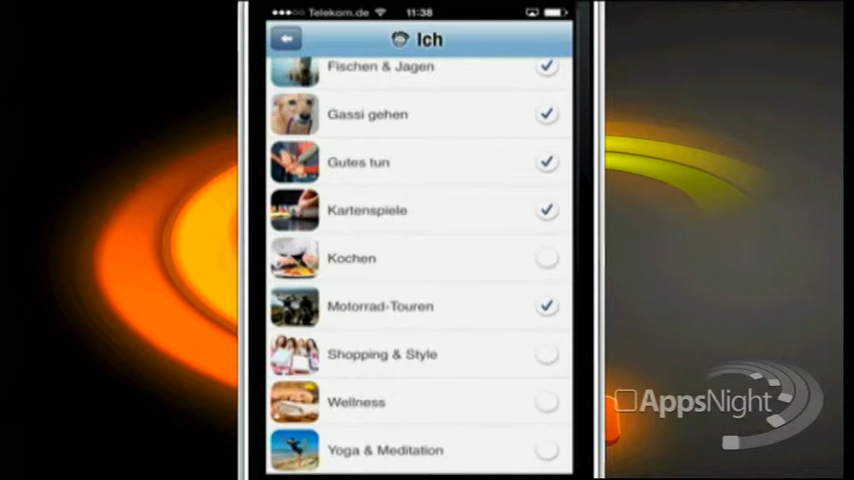 Telekom.de 11:38
Ich
Fischen & Jagen
Gassi gehen
Gutes tun
Kartenspiele
Kochen
Motorrad-Touren
Shopping & Style
Wellness
Yoga & Meditation
AppsNight